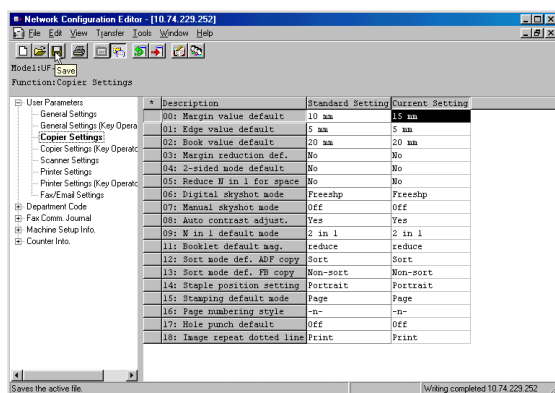 Network Configuration Editor - [10.74.229.252]
File Edit View Transfer Tools Window Help
Save
Model:UF-
Function:Copier Settings
User Parameters
General Settings
General Settings (Key Opera
Copier Settings
Copier Settings (Key Operatc
Scanner Settings
Printer Settings
Printer Settings (Key Operatc
Fax/Email Settings
Department Code
Fax Comm. Journal
Machine Setup Info.
Counter Info.
* Description Standard Setting Current Setting
00: Margin value default 10 mm 15 mm
01: Edge value default 5 mm 5 mm
02: Book value default 20 mm 20 mm
03: Margin reduction def. No No
04: 2-sided mode default No No
05: Reduce N in 1 for space No No
06: Digital skyshot mode Freeshp Freeshp
07: Manual skyshot mode Off Off
08: Auto contrast adjust. Yes Yes
09: N in 1 default mode 2 in 1 2 in 1
11: Booklet default mag. reduce reduce
12: Sort mode def. ADF copy Sort Sort
13: Sort mode def. FB copy Non-sort Non-sort
14: Staple position setting Portrait Portrait
15: Stamping default mode Page Page
16: Page numbering style -n- -n-
17: Hole punch default Off Off
18: Image repeat dotted line Print Print
Saves the active file. Writing completed 10.74.229.252